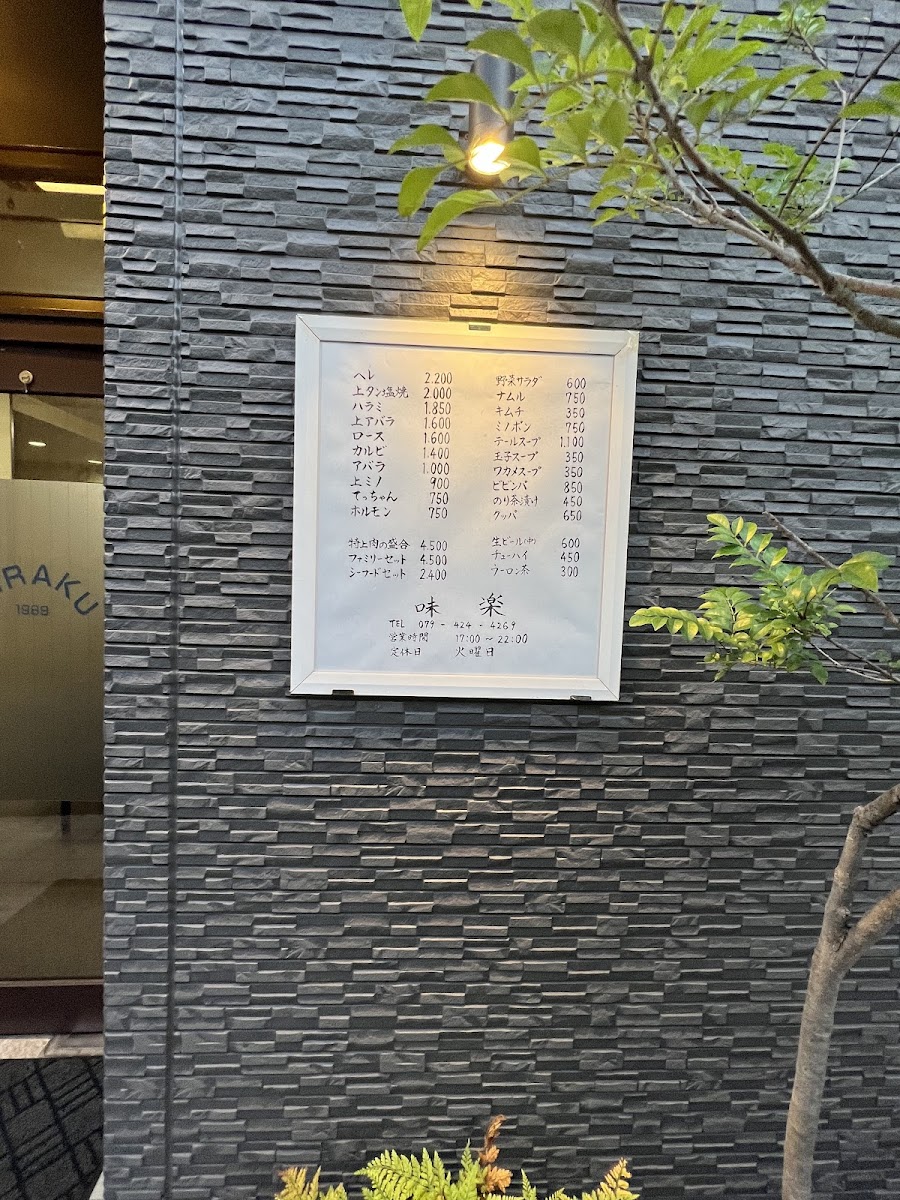 RAKU
1989
ヘレ 2.200
上タン塩焼 2.000
ハラミ 1.850
上アバラ 1.600
ロース 1.600
カルビ 1.400
アバラ 1.000
上ミノ 900
てっちゃん 750
ホルモン 750
特上肉の盛合 4.500
ファミリーセット 4.500
シーフードセット 2.400
野菜サラダ 600
ナムル 750
キムチ 350
ミノポン 750
テールスープ 1.100
玉子スープ 350
ワカメスープ 350
ビビンバ 850
のり茶漬け 450
クッパ 650
生ビール(中) 600
チューハイ 450
ウーロン茶 300
味楽
TEL 079-424-4269
営業時間 17:00～22:00
定休日 火曜日